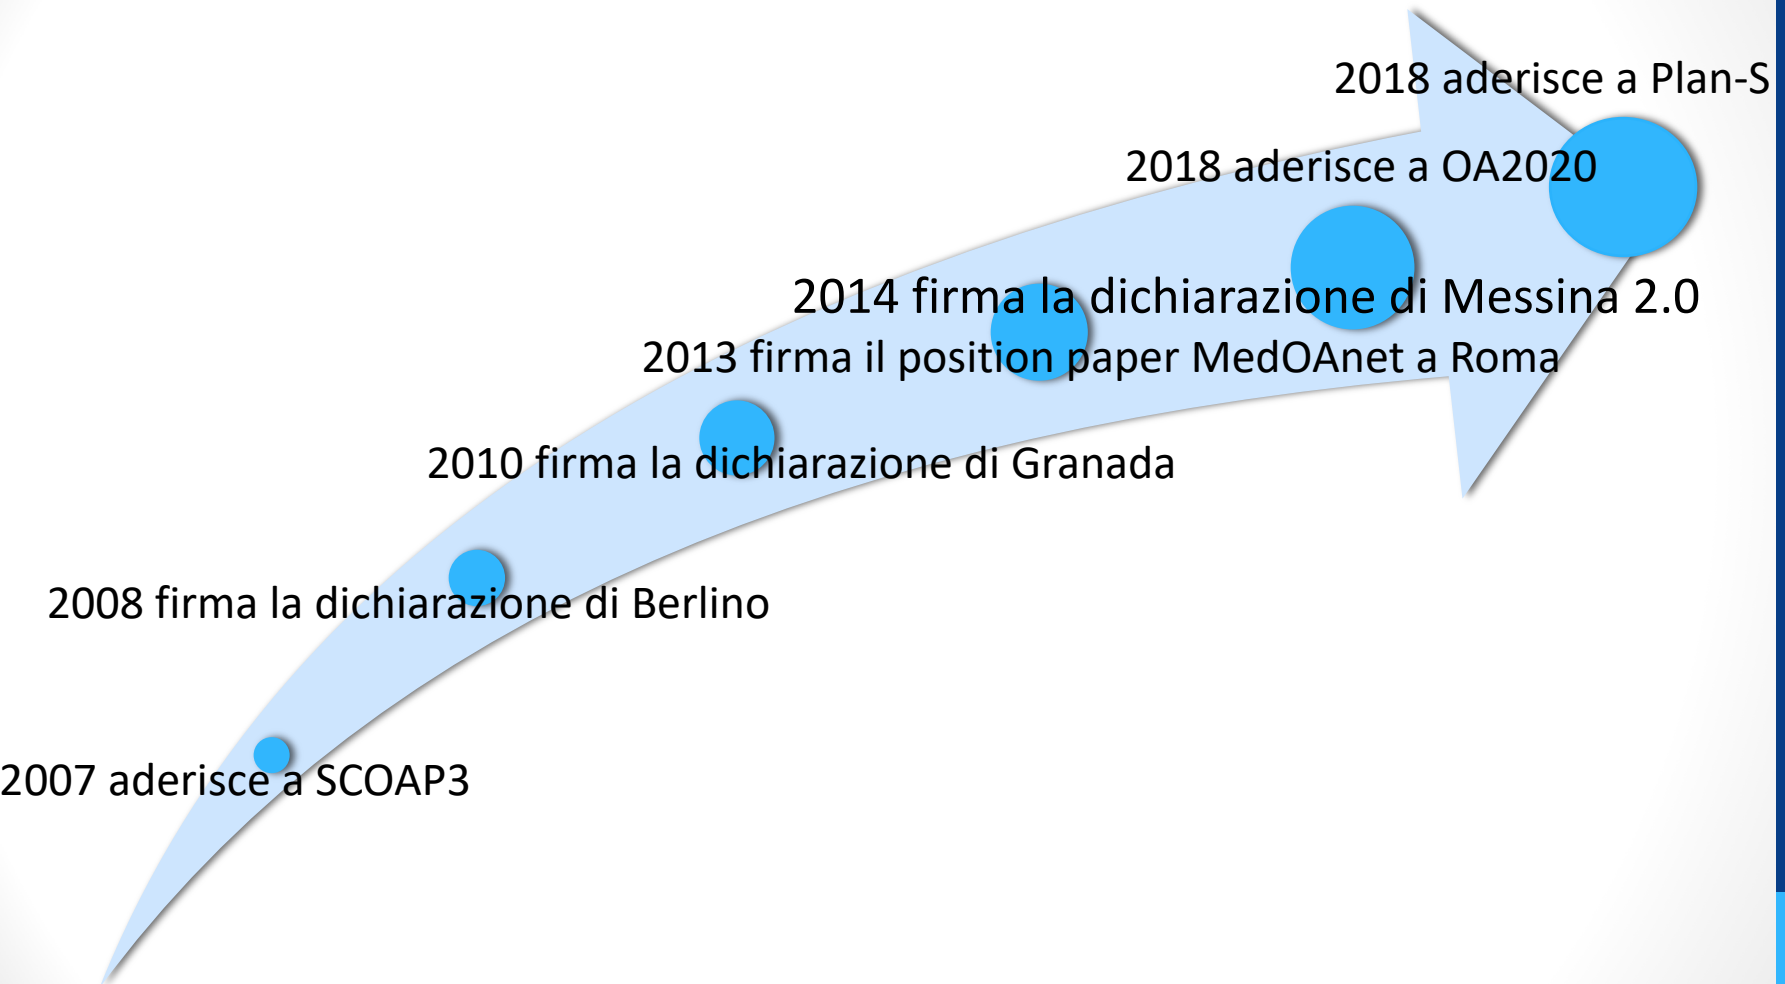 2018 aderisce a Plan-S
2018 aderisce a OA2020
2014 firma la dichiarazione di Messina 2.0
2013 firma il position paper MedOAnet a Roma
2010 firma la dichiarazione di Granada
2008 firma la dichiarazione di Berlino
2007 aderisce a SCOAP3